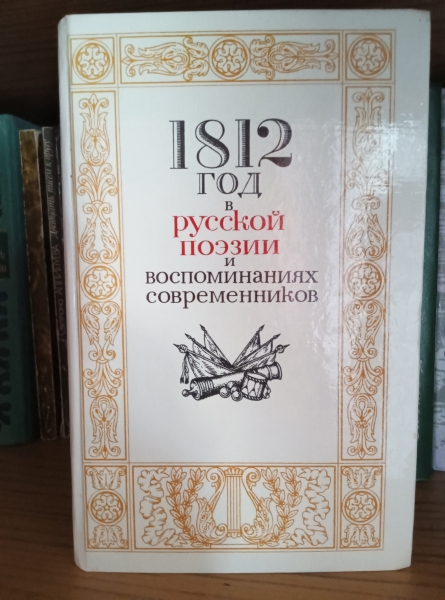 1812
ГОД
В
РУССКОЙ
ПОЭЗИИ
И
ВОСПОМИНАНИЯХ
СОВРЕМЕННИКОВ